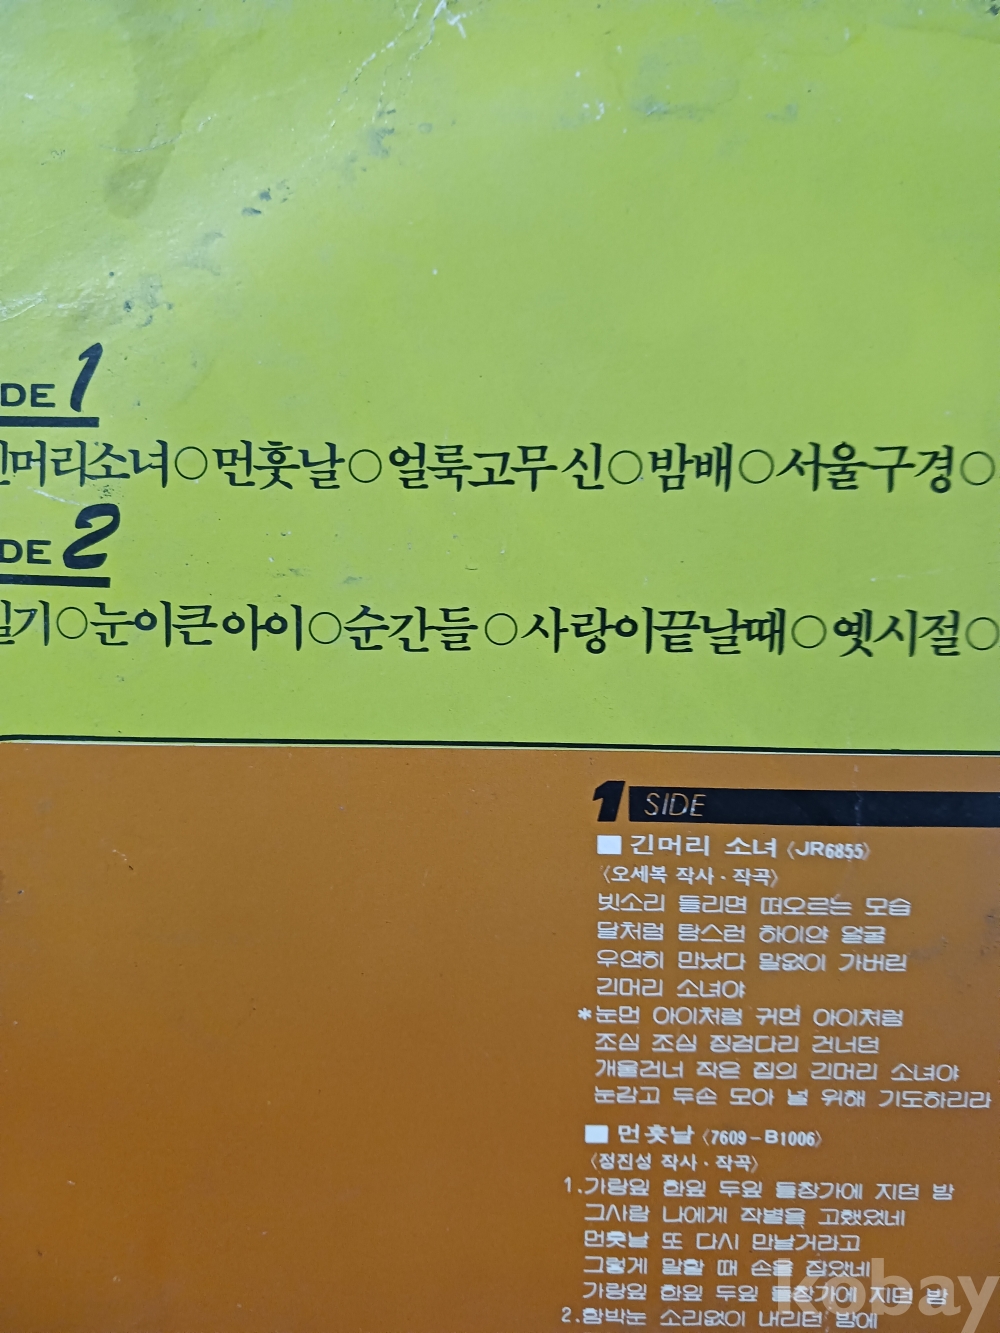 DE 1
긴머리소녀○먼훗날○얼룩고무신○밤배○서울구경○
DE 2
일기○눈이큰아이○순간들○사랑이끝날때○옛시절○
1 SIDE
■ 긴머리 소녀 〈JR6855〉
〈오세복 작사 · 작곡〉
빗소리 들리면 떠오르는 모습
달처럼 탐스런 하이얀 얼굴
우연히 만났다 말없이 가버린
긴머리 소녀야
*눈먼 아이처럼 귀먼 아이처럼
조심 조심 징검다리 건너던
개울건너 작은 집의 긴머리 소녀야
눈감고 두손 모아 널 위해 기도하리라
■ 먼훗날 〈7609-B1006〉
〈정진성 작사 · 작곡〉
1.가랑잎 한잎 두잎 들창가에 지던 밤
그사람 나에게 작별을 고했었네
먼훗날 또 다시 만날거라고
그렇게 말할 때 손을 잡았네
가랑잎 한잎 두잎 들창가에 지던 밤
2.함박눈 소리없이 내리던 밤에
kobay